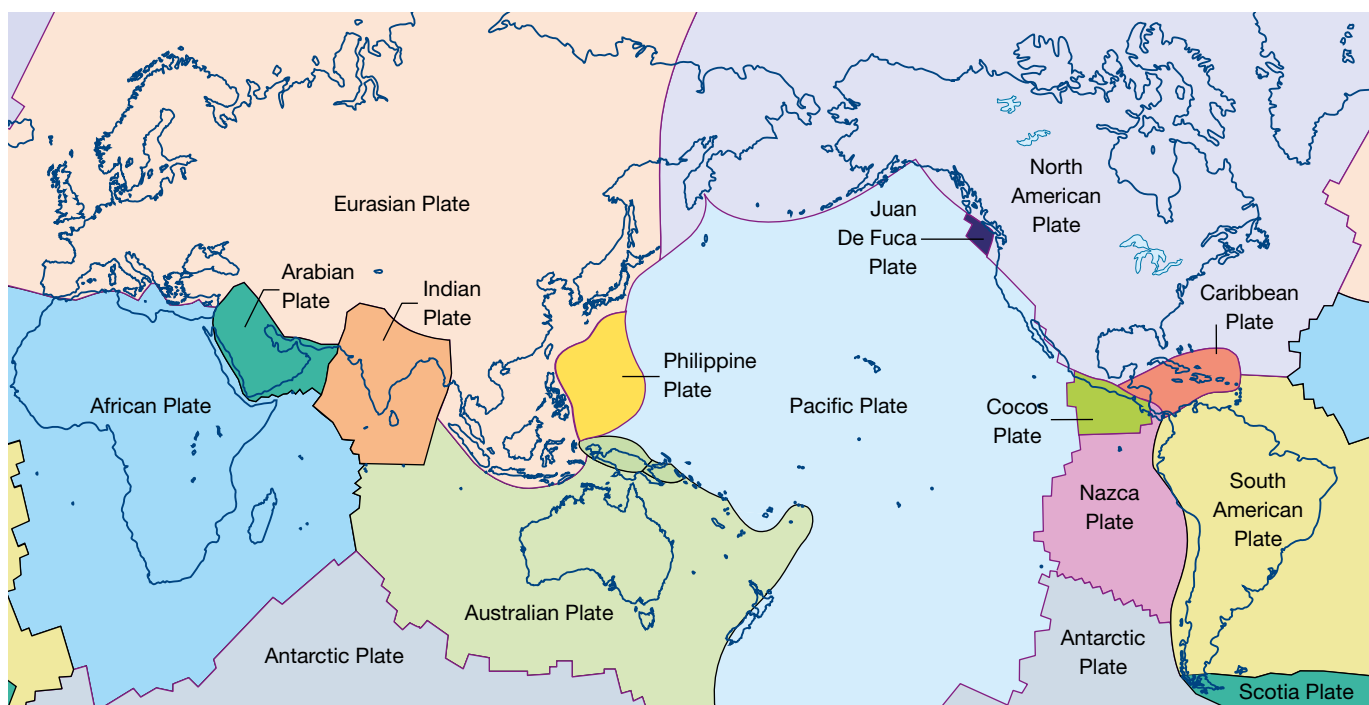 Eurasian Plate
North
American
Plate
Juan
De Fuca
Plate
Arabian
Plate
Indian
Plate
Caribbean
Plate
Philippine
Plate
African Plate
Pacific Plate
Cocos
Plate
Nazca
Plate
South
American
Plate
Australian Plate
Antarctic Plate
Antarctic
Plate
Scotia Plate